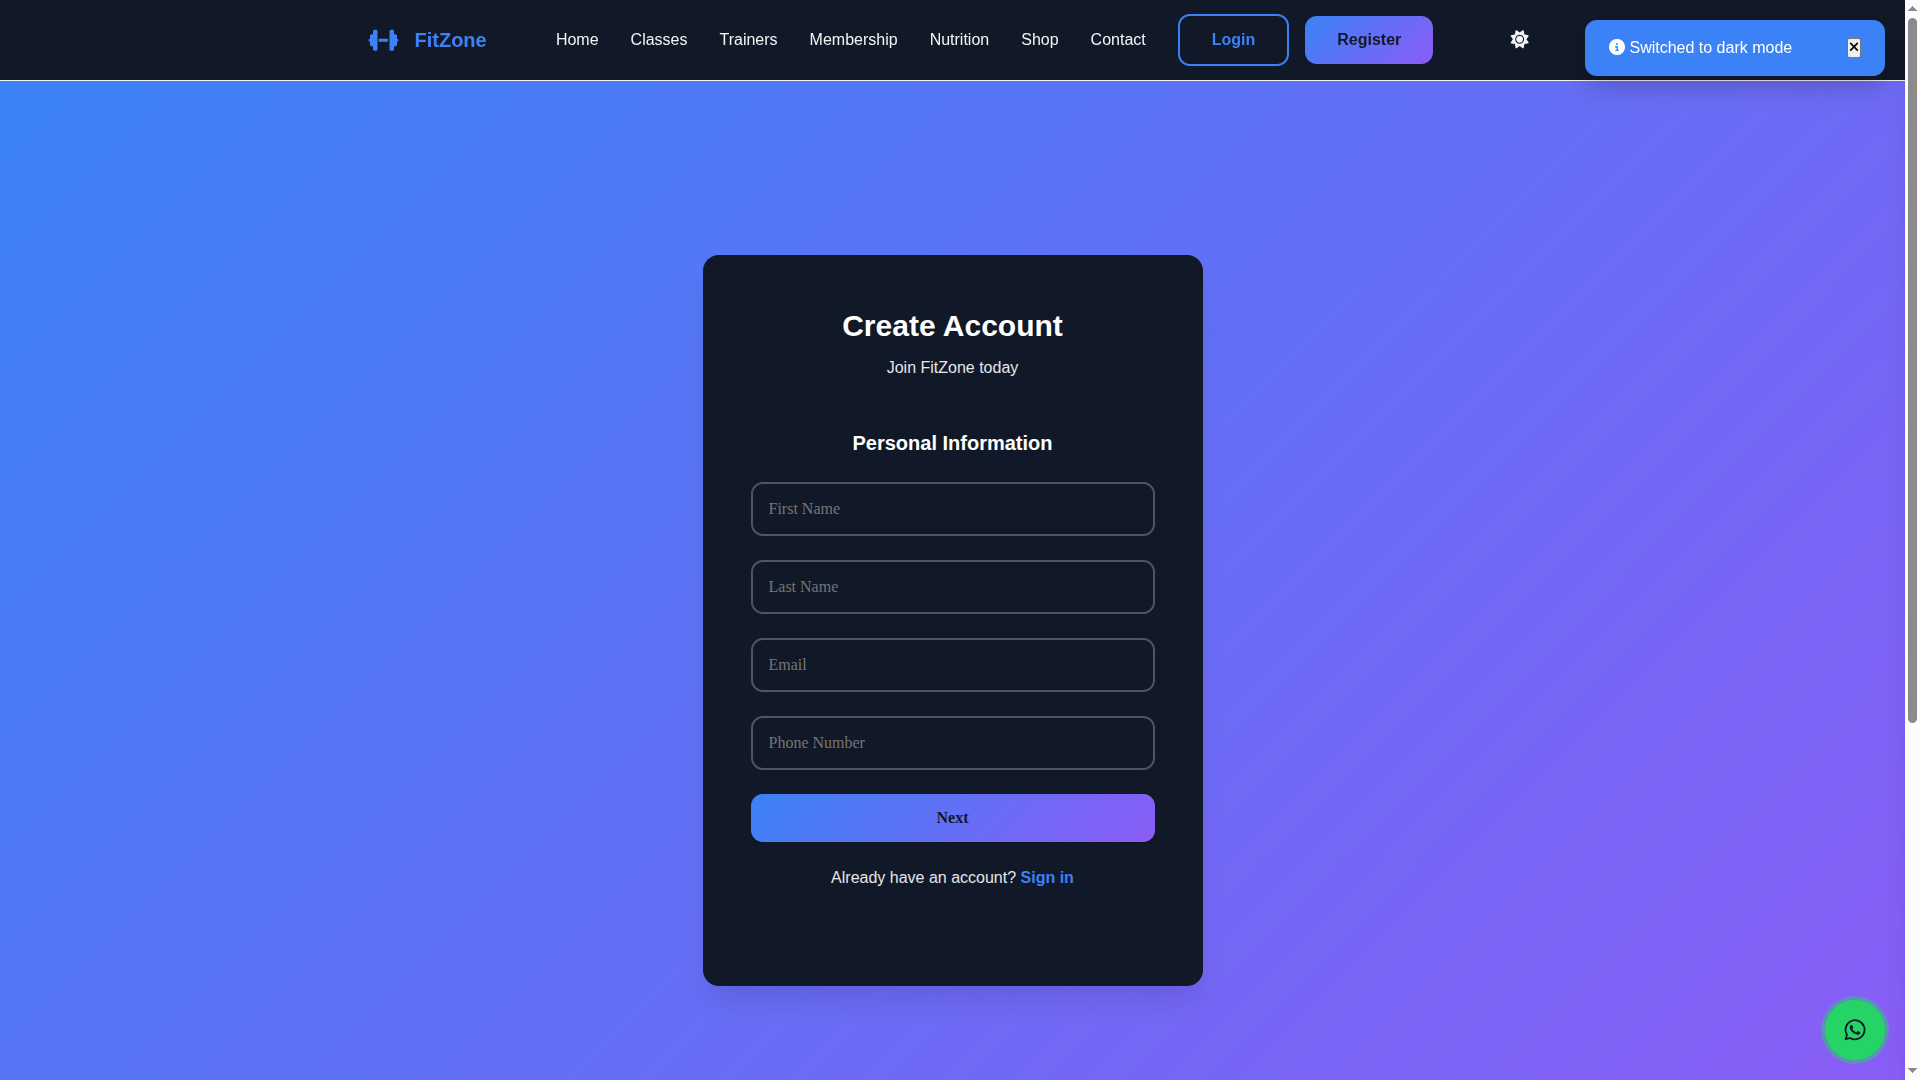 FitZone
Home
Classes
Trainers
Membership
Nutrition
Shop
Contact
Login
Register
Switched to dark mode
Create Account
Join FitZone today
Personal Information
First Name
Last Name
Email
Phone Number
Next
Already have an account? Sign in